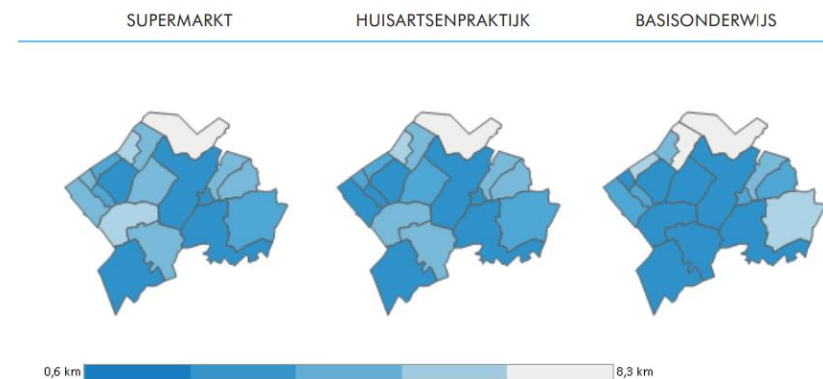 SUPERMARKT HUISARTSENPRAKTIJK BASISONDERWIJS
0,6 km 8,3 km